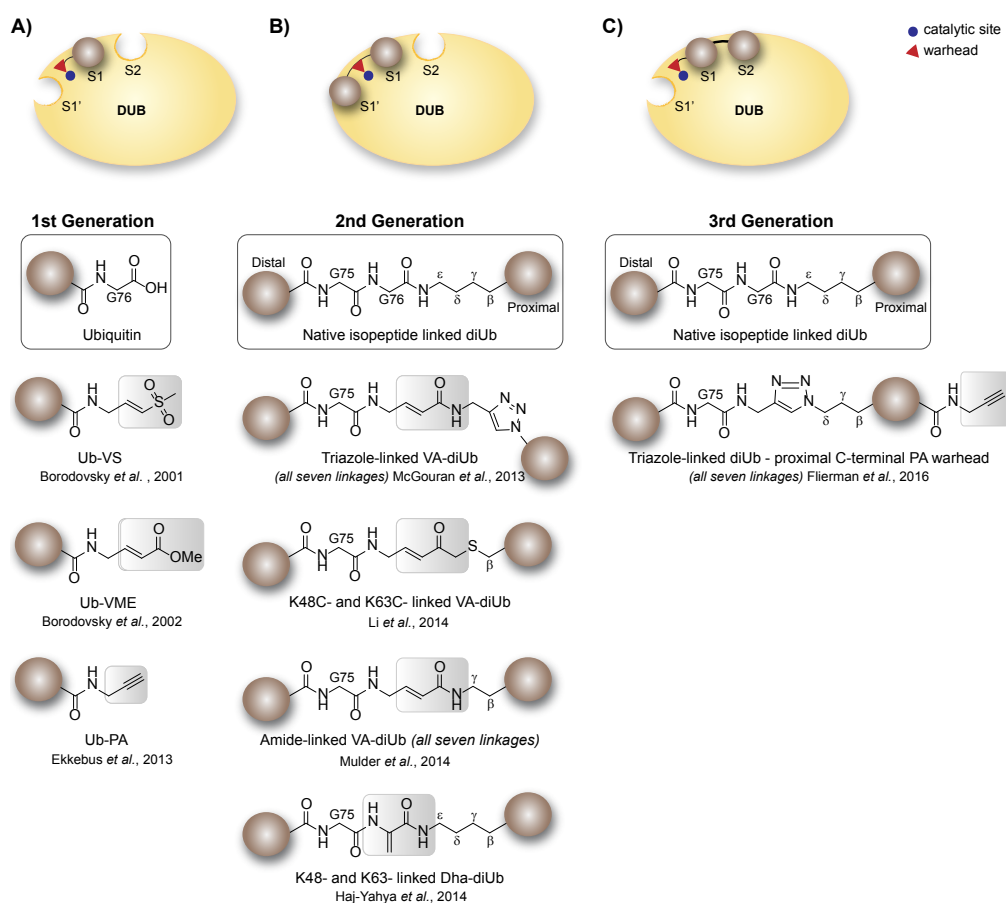 A)
S1
S2
S1'
DUB
B)
S1
S2
S1'
DUB
C)
S1
S2
S1'
DUB
catalytic site
warhead
1st Generation
O
H
N
OH
O
G76
Ubiquitin
H
N
O
O
S
O
Ub-VS
Borodovsky et al. , 2001
H
N
O
O
OMe
Ub-VME
Borodovsky et al., 2002
H
N
O
Ub-PA
Ekkebus et al., 2013
2nd Generation
Distal
O
G75
H
N
O
ε
γ
N
H
O
G76
N
H
δ
β
Proximal
Native isopeptide linked diUb
O
G75
H
N
O
N
H
O
N
H
N
N
N
Triazole-linked VA-diUb
(all seven linkages) McGouran et al., 2013
O
G75
H
N
O
S
N
H
O
β
K48C- and K63C- linked VA-diUb
Li et al., 2014
O
G75
H
N
O
γ
N
H
O
N
H
β
Amide-linked VA-diUb (all seven linkages)
Mulder et al., 2014
O
G75
H
N
O
ε
γ
N
H
O
N
H
δ
β
K48- and K63- linked Dha-diUb
Haj-Yahya et al., 2014
3rd Generation
Distal
O
G75
H
N
O
ε
γ
N
H
O
G76
N
H
δ
β
Proximal
Native isopeptide linked diUb
O
G75
H
N
N
N
N
γ
O
H
N
N
H
O
δ
β
Triazole-linked diUb - proximal C-terminal PA warhead
(all seven linkages) Flierman et al., 2016